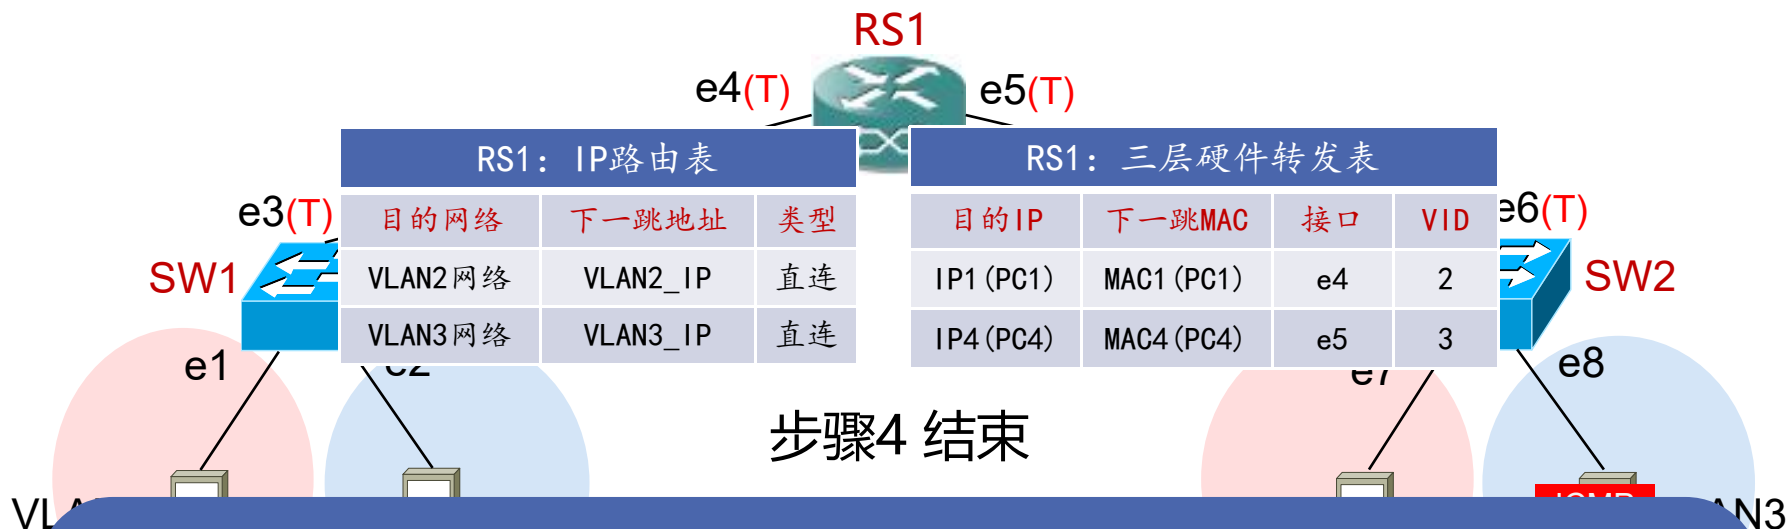 RS1
e4(T)
e5(T)
RS1: IP路由表
RS1: 三层硬件转发表
e3(T)
目的网络 下一跳地址 类型
目的IP 下一跳MAC 接口 VID
e6(T)
SW1
VLAN2网络 VLAN2_IP 直连
IP1(PC1) MAC1(PC1) e4 2
SW2
VLAN3网络 VLAN3_IP 直连
IP4(PC4) MAC4(PC4) e5 3
e1
e2
e7
e8
步骤4 结束